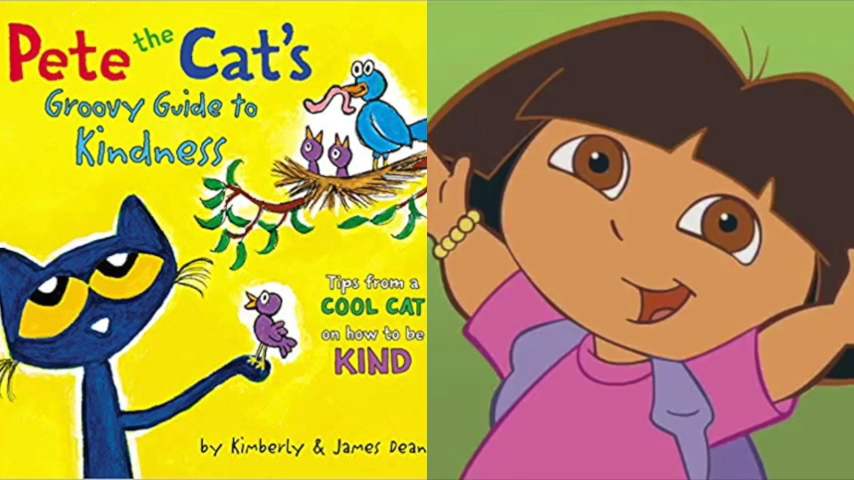 Pete the Cat's
Groovy Guide to
Kindness
Tips from a
COOL CAT
on how to be
KIND
by Kimberly & James Dean